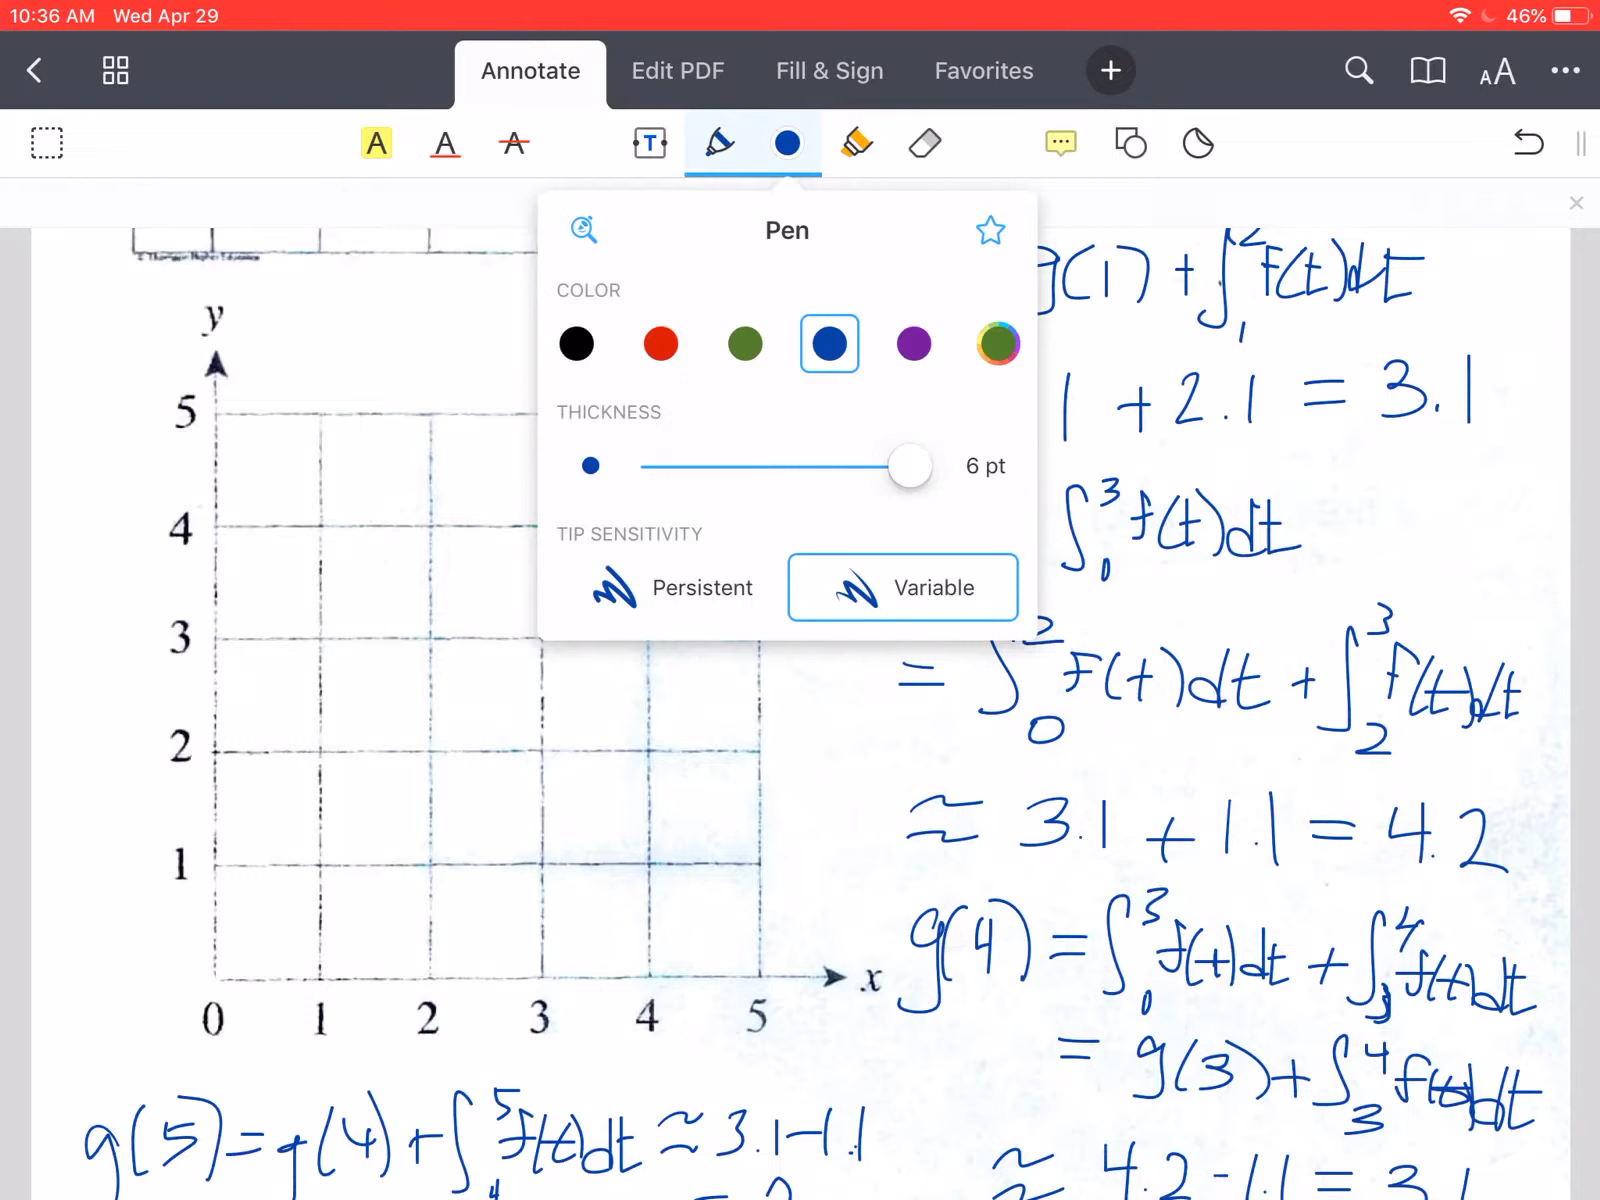 10:36 AM Wed Apr 29
46%
Annotate Edit PDF Fill & Sign Favorites +
AA
A A A T
Pen
COLOR
THICKNESS
6 pt
TIP SENSITIVITY
Persistent Variable
y
5
4
3
2
1
0 1 2 3 4 5 x
g(1) + ∫₁² f(t)dt
1 + 2.1 = 3.1
∫₀³ f(t)dt
= ∫₀² f(t)dt + ∫₂³ f(t)dt
≈ 3.1 + 1.1 = 4.2
g(4) = ∫₀³ f(t)dt + ∫₃⁴ f(t)dt
= g(3) + ∫₃⁴ f(t)dt
≈ 4.2 - 1.1 = 3.1
g(5) = g(4) + ∫₄⁵ f(t)dt ≈ 3.1 - 1.1